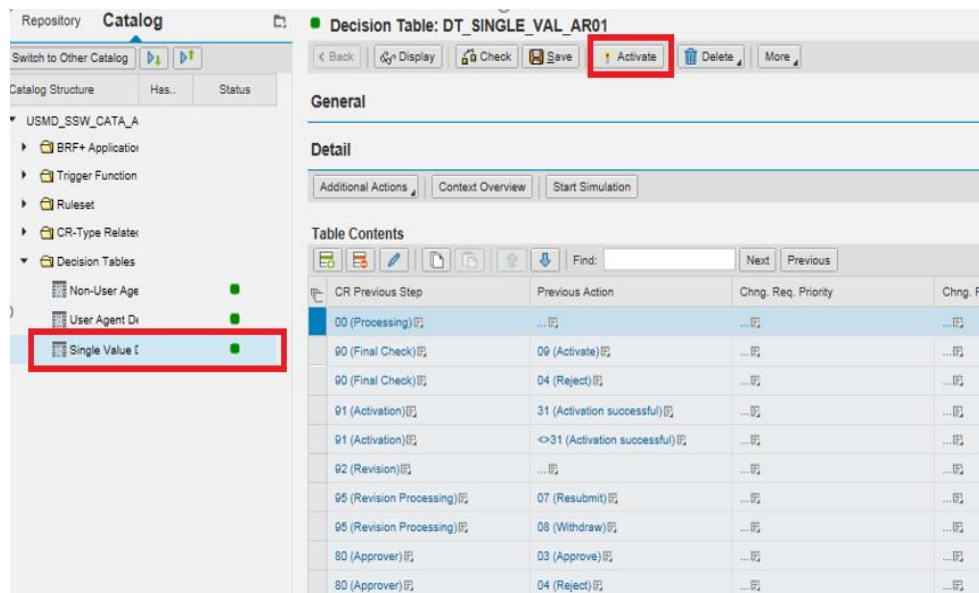 Repository Catalog
Decision Table: DT_SINGLE_VAL_AR01
Switch to Other Catalog
Back Display Check Save Activate Delete More
Catalog Structure Has.. Status
General
USMD_SSW_CATA_A
BRF+ Application
Detail
Trigger Function
Additional Actions Context Overview Start Simulation
Ruleset
CR-Type Relate
Table Contents
Decision Tables
Find: Next Previous
Non-User Age
CR Previous Step Previous Action Chng. Req. Priority Chng.
User Agent De
00 (Processing) ... ... ...
Single Value D
90 (Final Check) 09 (Activate) ... ...
90 (Final Check) 04 (Reject) ... ...
91 (Activation) 31 (Activation successful) ... ...
91 (Activation) <>31 (Activation successful) ... ...
92 (Revision) ... ... ...
95 (Revision Processing) 07 (Resubmit) ... ...
95 (Revision Processing) 08 (Withdraw) ... ...
80 (Approver) 03 (Approve) ... ...
80 (Approver) 04 (Reject) ... ...